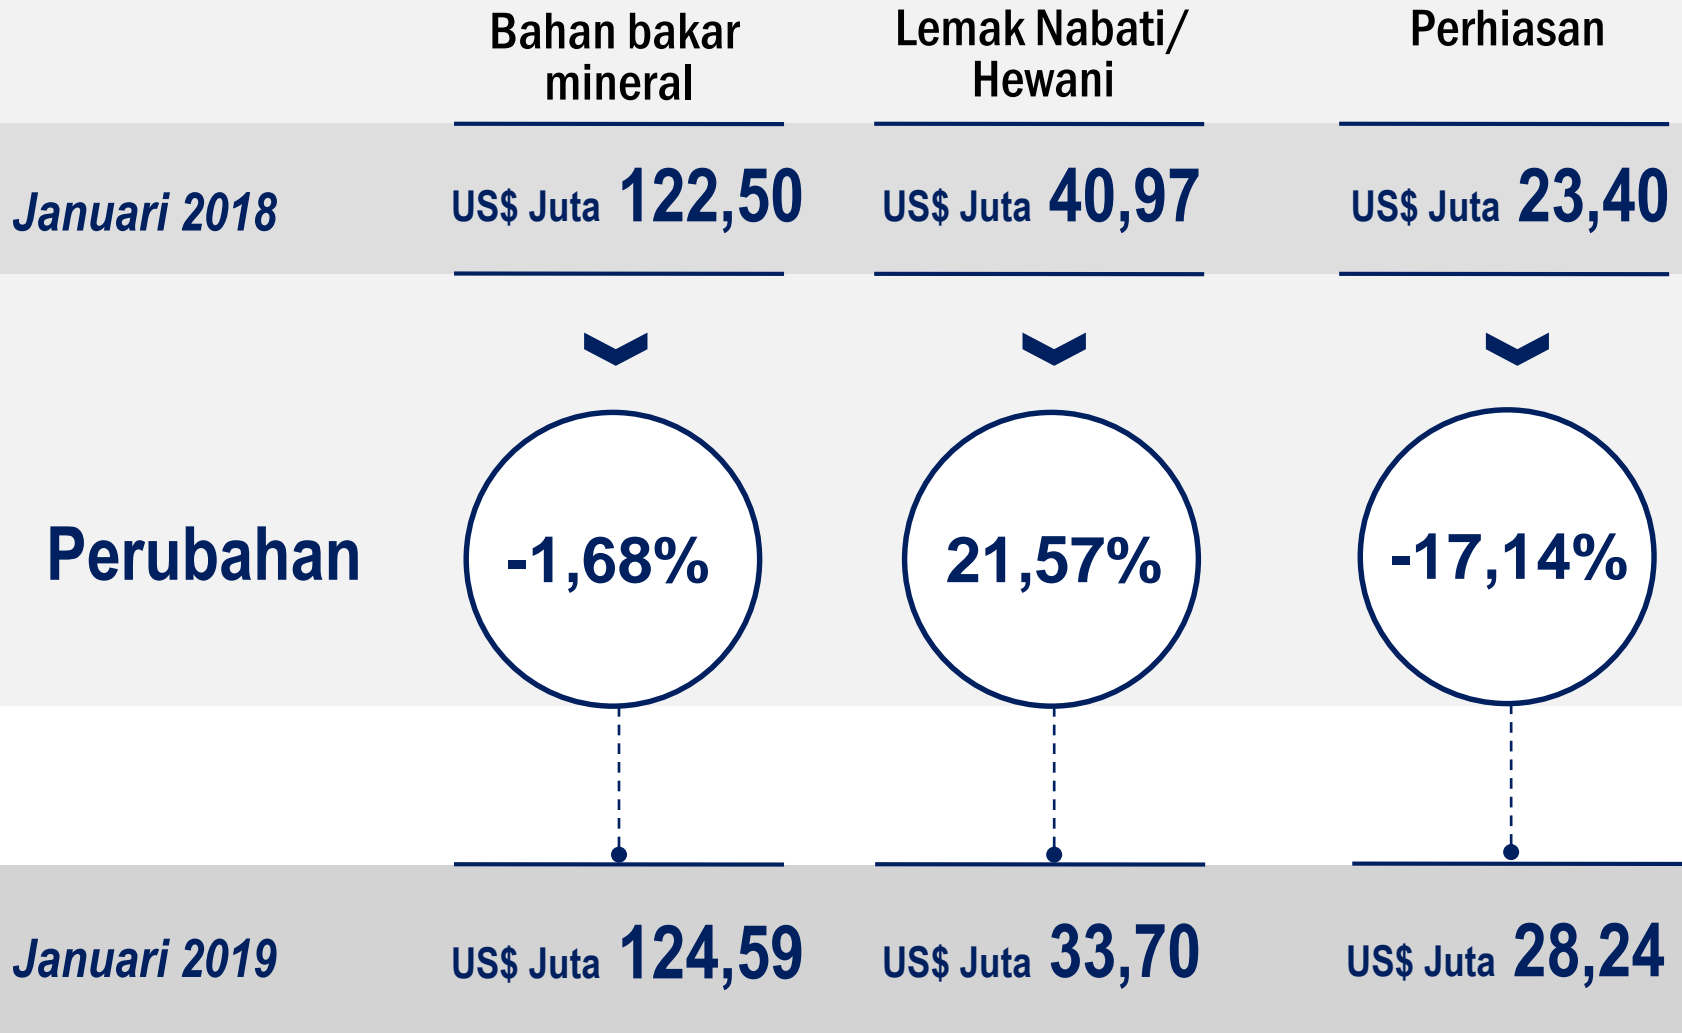 Bahan bakar
mineral
Lemak Nabati/
Hewani
Perhiasan
Januari 2018
US$ Juta 122,50
US$ Juta 40,97
US$ Juta 23,40
Perubahan
-1,68%
21,57%
-17,14%
Januari 2019
US$ Juta 124,59
US$ Juta 33,70
US$ Juta 28,24